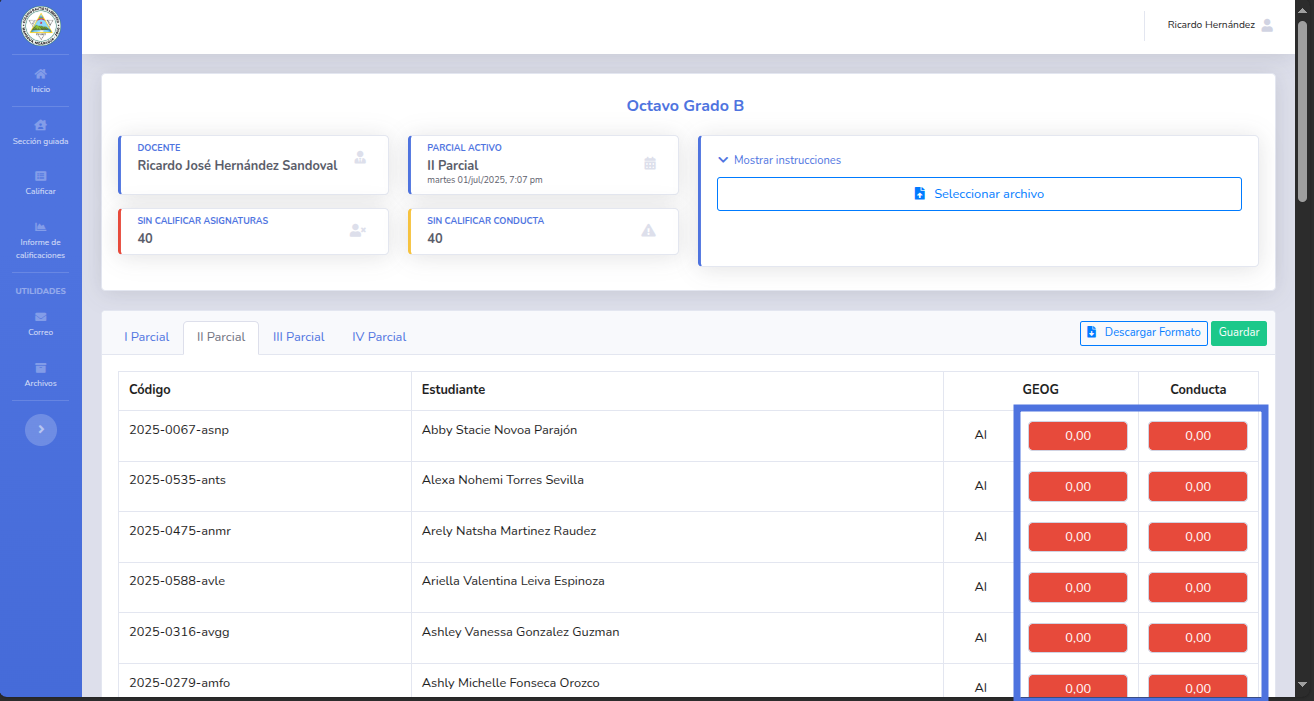 Ricardo Hernández
Inicio
Sección guiada
Calificar
Informe de
calificaciones
UTILIDADES
Correo
Archivos
Octavo Grado B
DOCENTE
Ricardo José Hernández Sandoval
PARCIAL ACTIVO
II Parcial
martes 01/jul/2025, 7:07 pm
SIN CALIFICAR ASIGNATURAS
40
SIN CALIFICAR CONDUCTA
40
Mostrar instrucciones
Seleccionar archivo
I Parcial II Parcial III Parcial IV Parcial Descargar Formato Guardar
Código Estudiante GEOG Conducta
2025-0067-asnp Abby Stacie Novoa Parajón AI 0,00 0,00
2025-0535-ants Alexa Nohemi Torres Sevilla AI 0,00 0,00
2025-0475-anmr Arely Natsha Martinez Raudez AI 0,00 0,00
2025-0588-avle Ariella Valentina Leiva Espinoza AI 0,00 0,00
2025-0316-avgg Ashley Vanessa Gonzalez Guzman AI 0,00 0,00
2025-0279-amfo Ashly Michelle Fonseca Orozco AI 0,00 0,00